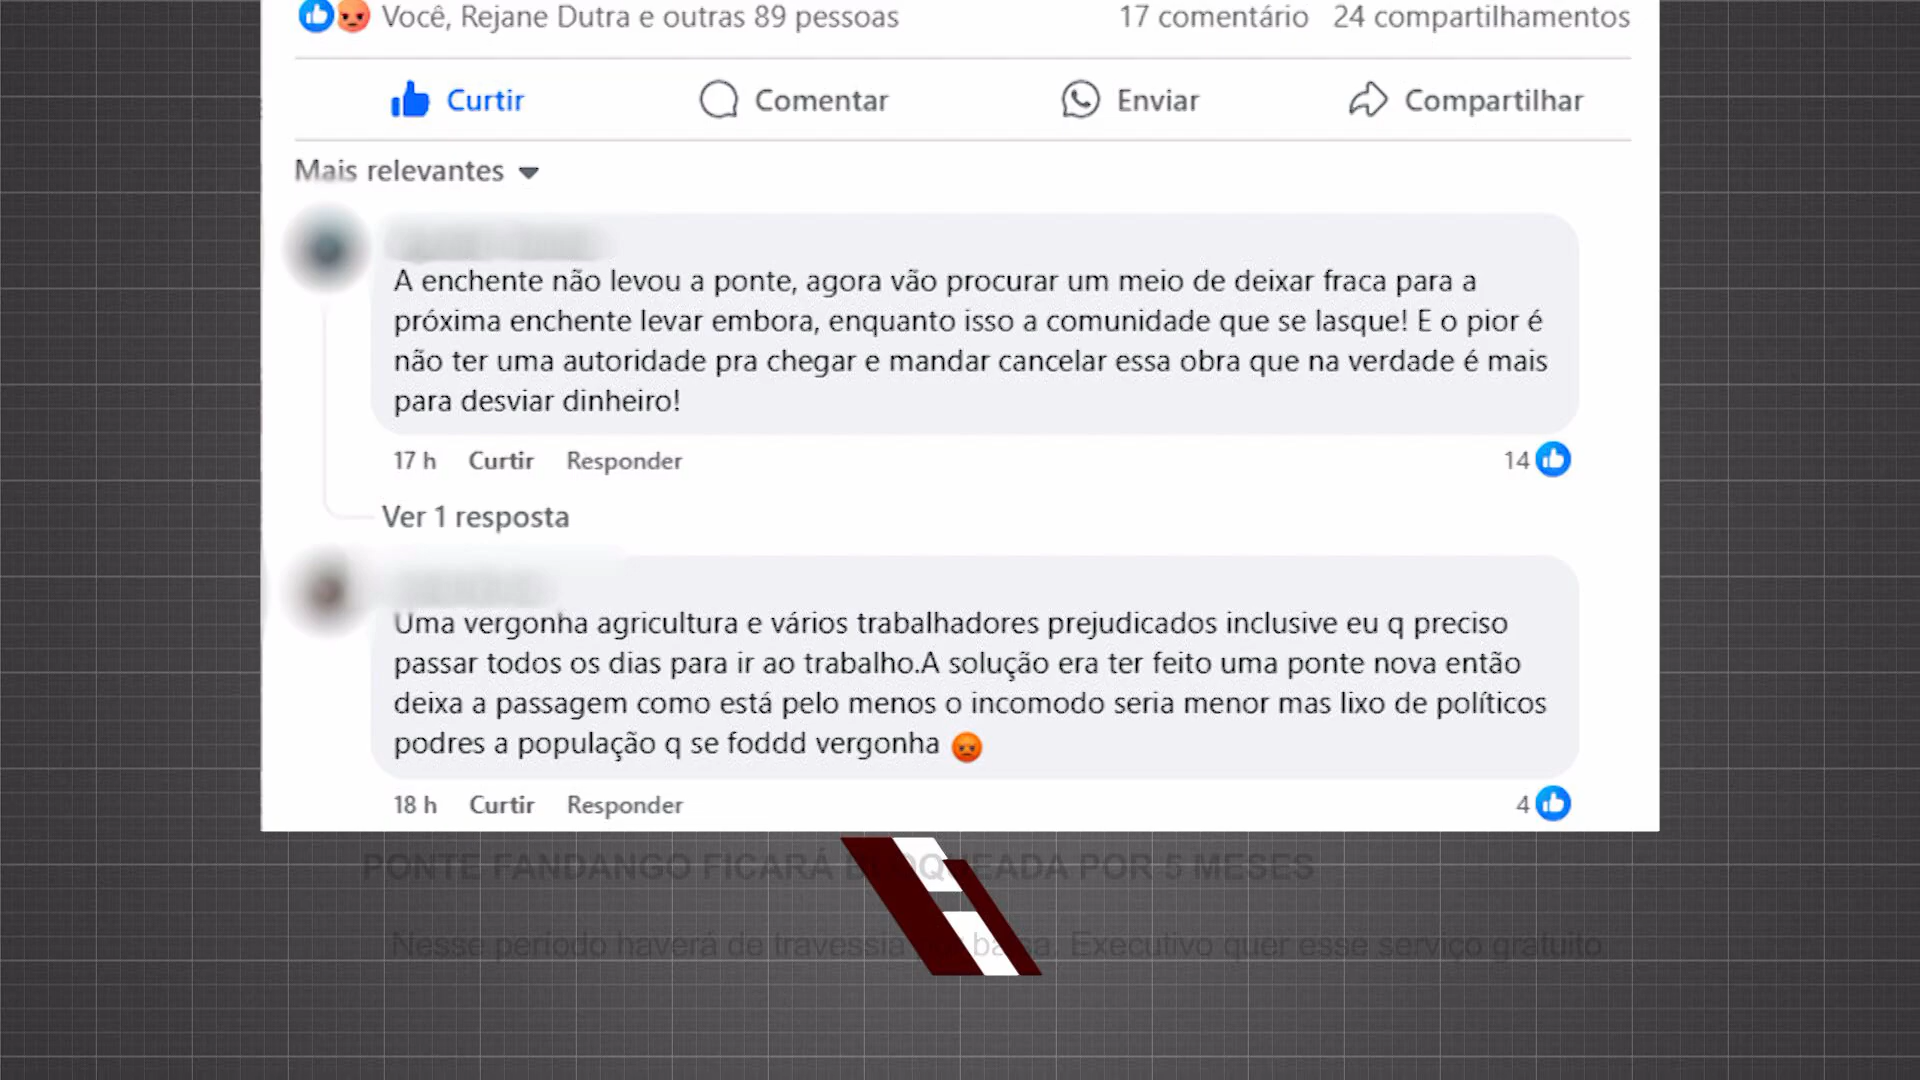 Você, Rejane Dutra e outras 89 pessoas
17 comentário 24 compartilhamentos
Curtir Comentar Enviar Compartilhar
Mais relevantes
A enchente não levou a ponte, agora vão procurar um meio de deixar fraca para a
próxima enchente levar embora, enquanto isso a comunidade que se lasque! E o pior é
não ter uma autoridade pra chegar e mandar cancelar essa obra que na verdade é mais
para desviar dinheiro!
17 h Curtir Responder 14
Ver 1 resposta
Uma vergonha agricultura e vários trabalhadores prejudicados inclusive eu q preciso
passar todos os dias para ir ao trabalho.A solução era ter feito uma ponte nova então
deixa a passagem como está pelo menos o incomodo seria menor mas lixo de políticos
podres a população q se foddd vergonha
18 h Curtir Responder 4
PONTE FANDANGO FICARÁ BLOQUEADA POR 5 MESES
Nesse período haverá de travessia balsa. Executivo quer esse serviço gratuito